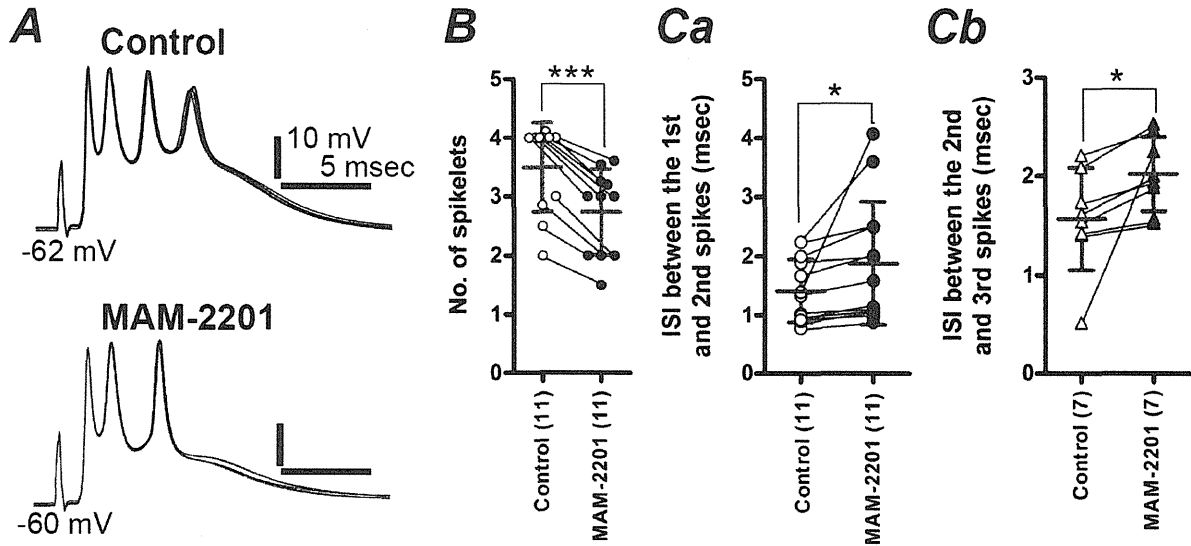 A
Control
10 mV
5 msec
-62 mV
MAM-2201
-60 mV
B
***
No. of spikelets
5
4
3
2
1
0
Control (11)
MAM-2201 (11)
Ca
*
ISI between the 1st
and 2nd spikes (msec)
5
4
3
2
1
0
Control (11)
MAM-2201 (11)
Cb
*
ISI between the 2nd
and 3rd spikes (msec)
3
2
1
0
Control (7)
MAM-2201 (7)